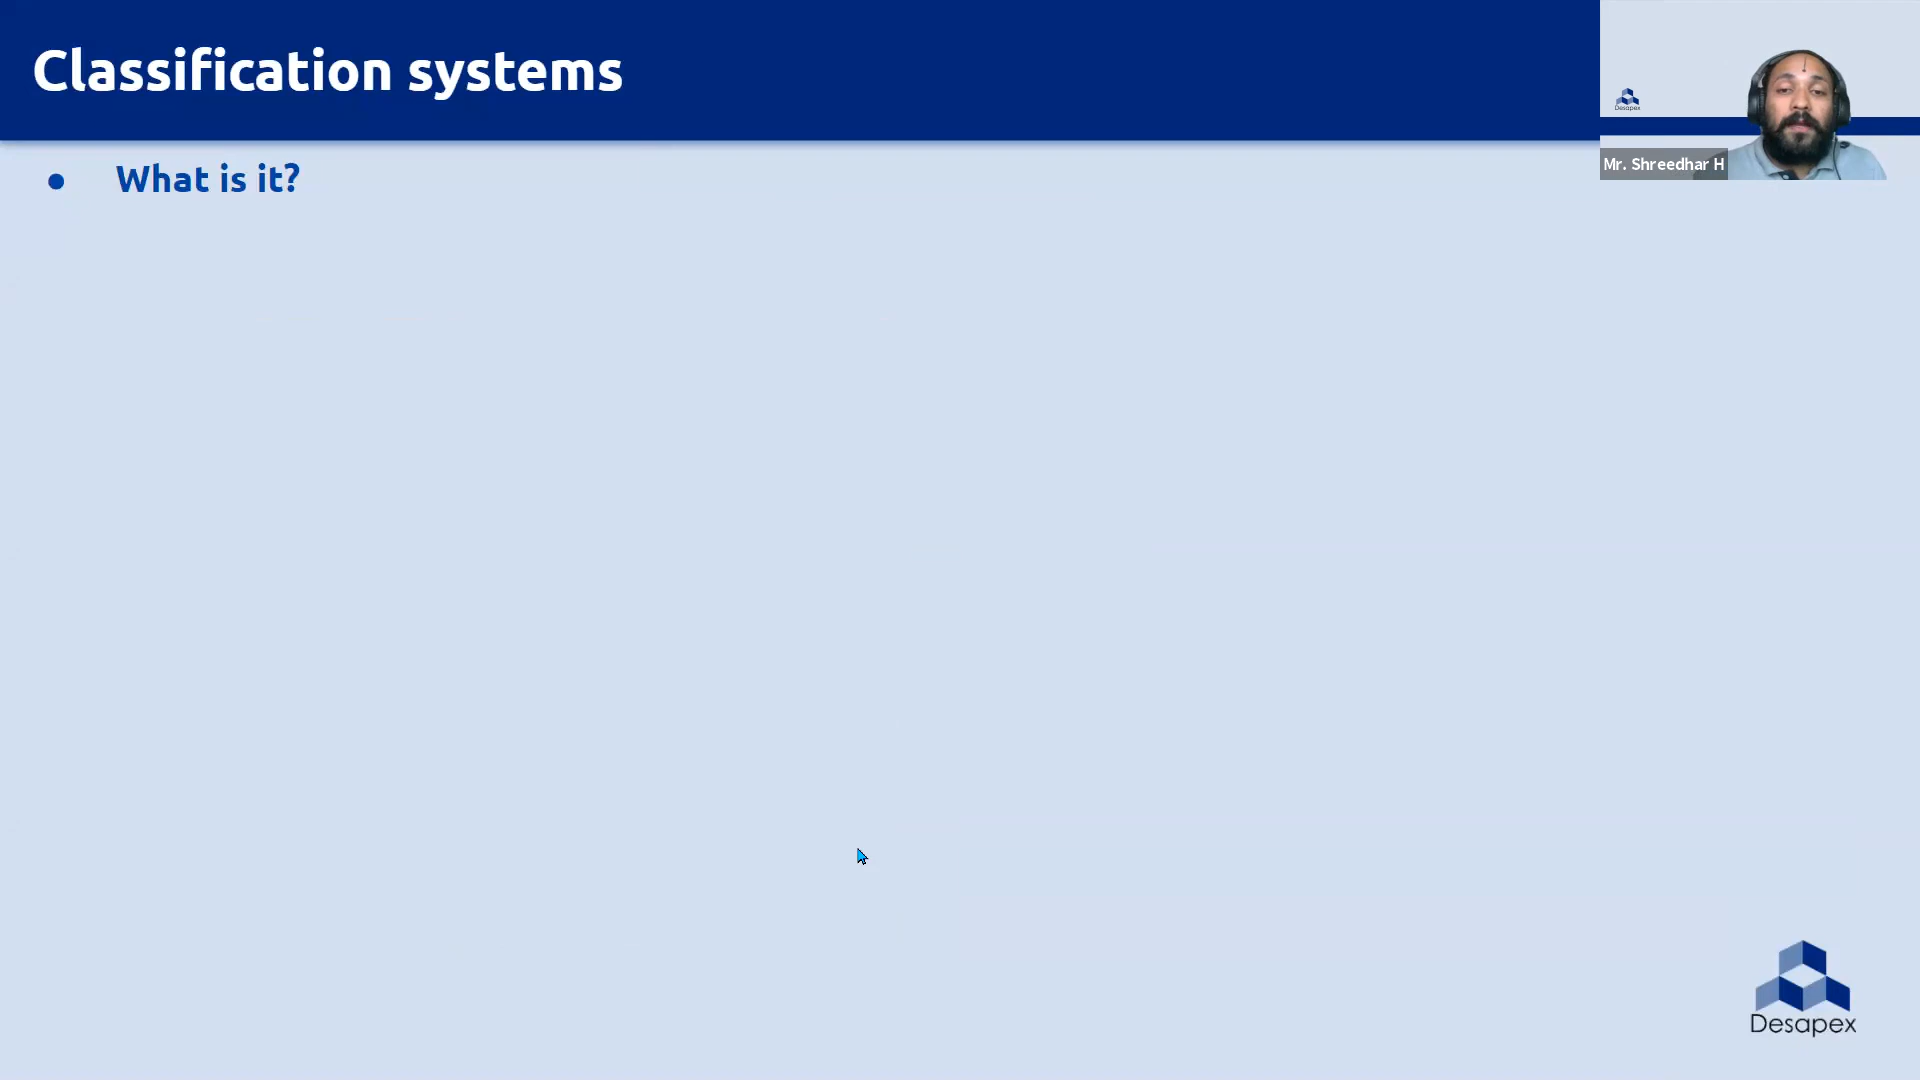 Classification systems
Desapex
Mr. Shreedhar H
● What is it?
Desapex